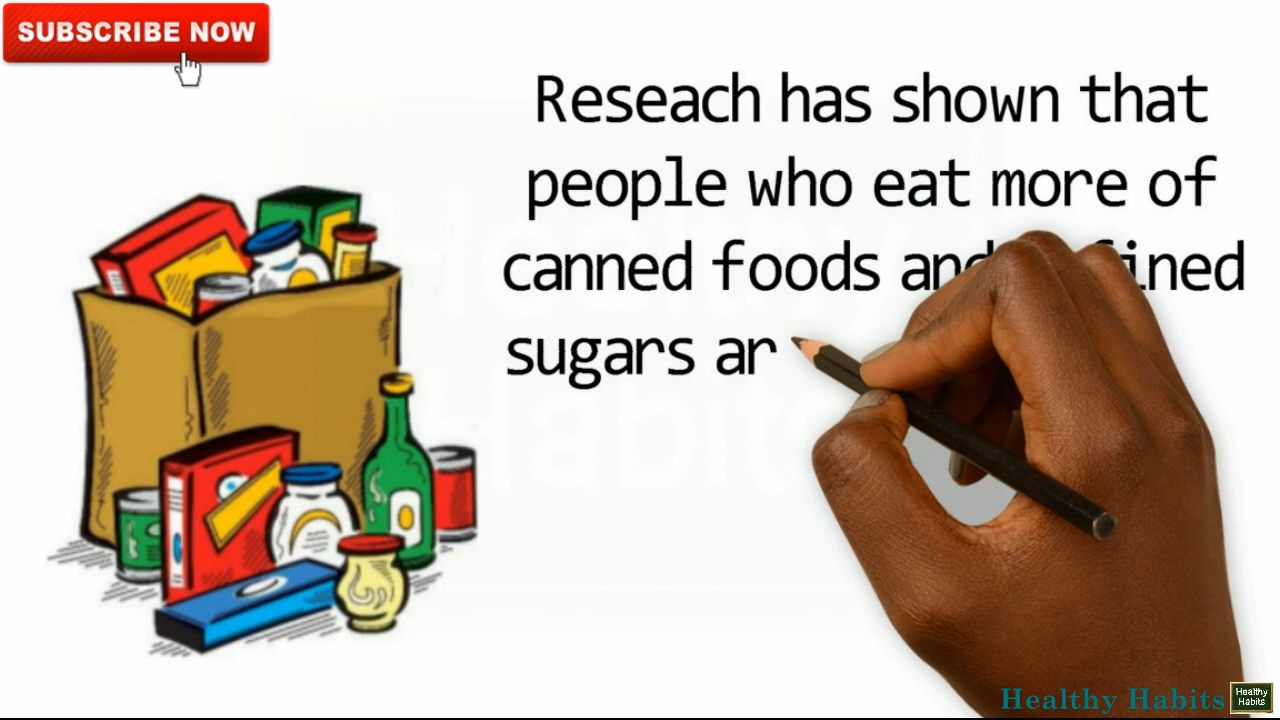 SUBSCRIBE NOW
Reseach has shown that
people who eat more of
canned foods and
sugars ar
Healthy Habits
Healthy
Habits